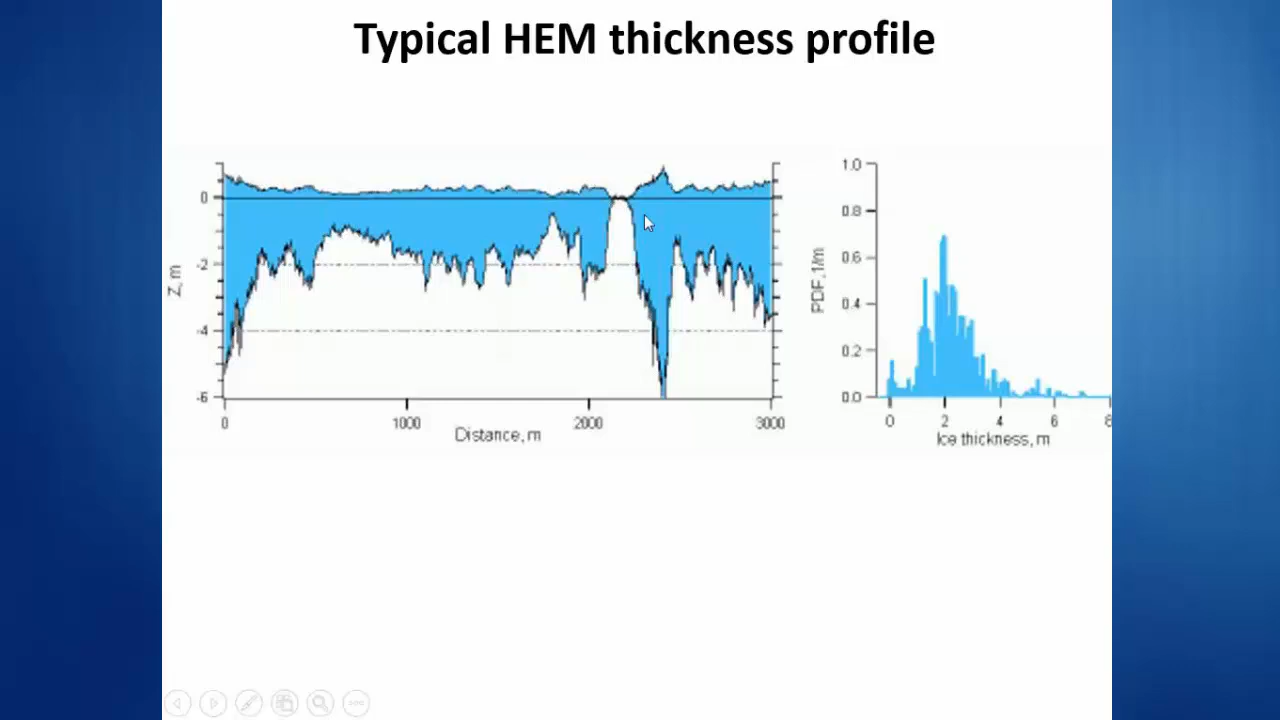 Typical HEM thickness profile
0
-2
-4
-6
Z, m
0 1000 2000 3000
Distance, m
1.0
0.8
0.6
0.4
0.2
0.0
PDF, 1/m
0 2 4 6 8
Ice thickness, m